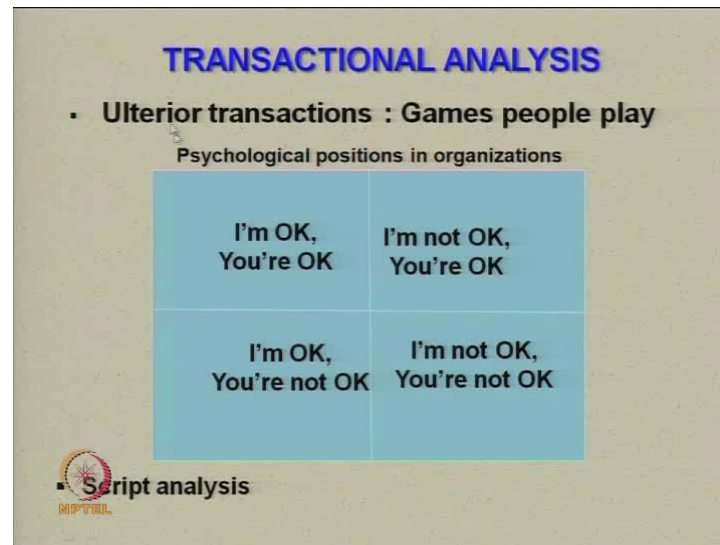 TRANSACTIONAL ANALYSIS
Ulterior transactions : Games people play
Psychological positions in organizations
I'm OK,
You're OK
I'm not OK,
You're OK
I'm OK,
You're not OK
I'm not OK,
You're not OK
Script analysis
NPTEL